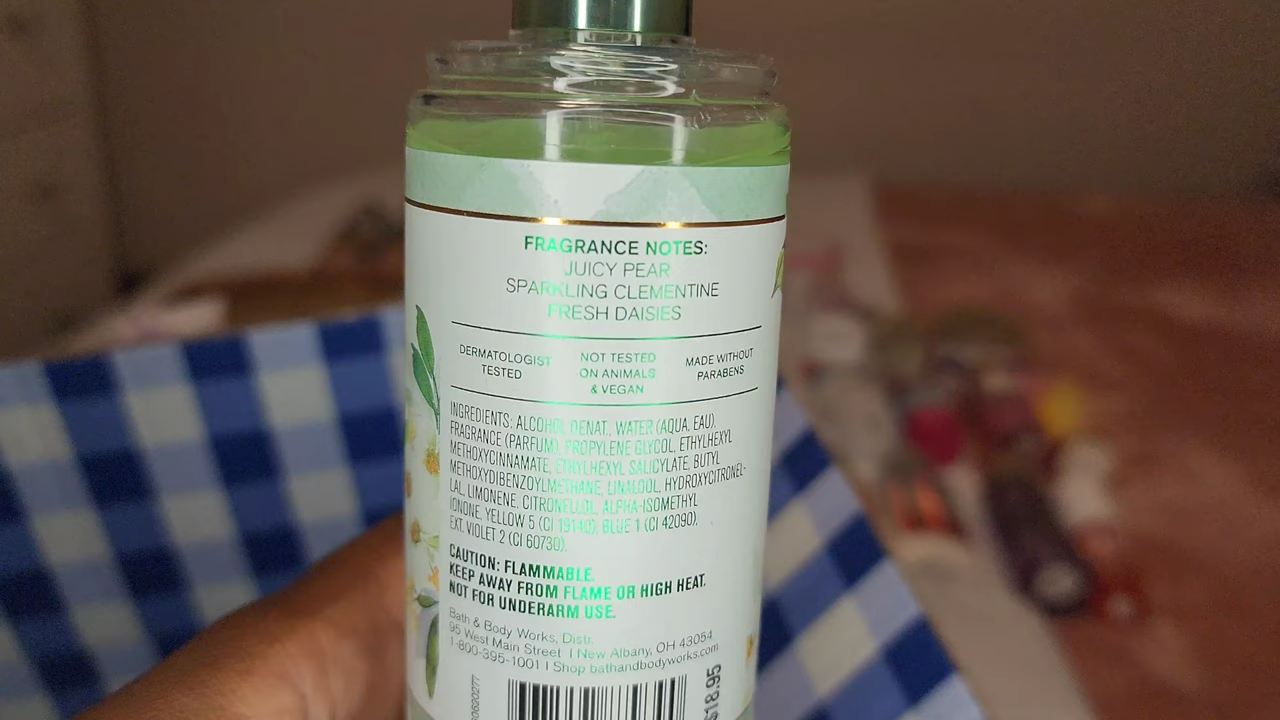 FRAGRANCE NOTES:
JUICY PEAR
SPARKLING CLEMENTINE
FRESH DAISIES
DERMATOLOGIST
TESTED
NOT TESTED
ON ANIMALS
& VEGAN
MADE WITHOUT
PARABENS
INGREDIENTS: ALCOHOL DENAT., WATER (AQUA, EAU),
FRAGRANCE (PARFUM), PROPYLENE GLYCOL, ETHYLHEXYL
METHOXYCINNAMATE, ETHYLHEXYL SALICYLATE, BUTYL
METHOXYDIBENZOYLMETHANE, LINALOOL, HYDROXYCITRONEL-
LAL, LIMONENE, CITRONELLOL, ALPHA-ISOMETHYL
IONONE, YELLOW 5 (CI 19140), BLUE 1 (CI 42090),
EXT. VIOLET 2 (CI 60730).
CAUTION: FLAMMABLE.
KEEP AWAY FROM FLAME OR HIGH HEAT.
NOT FOR UNDERARM USE.
Bath & Body Works, Distr.
95 West Main Street | New Albany, OH 43054
1-800-395-1001 | Shop bathandbodyworks.com
$18.95